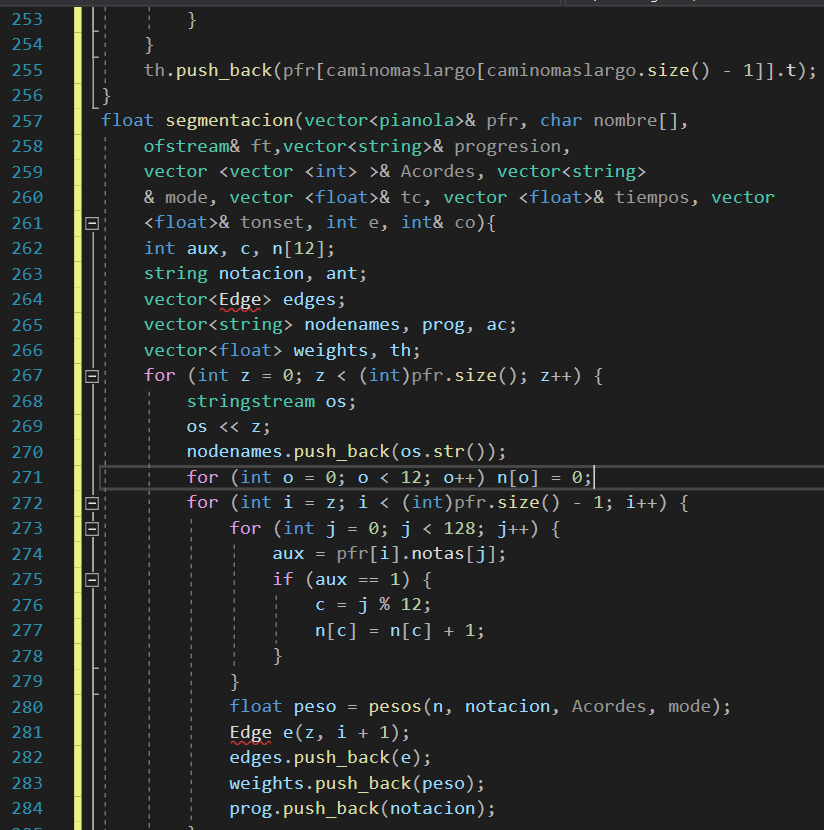 253 }
254 }
255 th.push_back(pfr[caminomaslargo[caminomaslargo.size() - 1]].t);
256 }
257 float segmentacion(vector<pianola>& pfr, char nombre[],
258 ofstream& ft,vector<string>& progresion,
259 vector <vector <int> >& Acordes, vector<string>
260 & mode, vector <float>& tc, vector <float>& tiempos, vector
261 <float>& tonset, int e, int& co){
262 int aux, c, n[12];
263 string notacion, ant;
264 vector<Edge> edges;
265 vector<string> nodenames, prog, ac;
266 vector<float> weights, th;
267 for (int z = 0; z < (int)pfr.size(); z++) {
268 stringstream os;
269 os << z;
270 nodenames.push_back(os.str());
271 for (int o = 0; o < 12; o++) n[o] = 0;
272 for (int i = z; i < (int)pfr.size() - 1; i++) {
273 for (int j = 0; j < 128; j++) {
274 aux = pfr[i].notas[j];
275 if (aux == 1) {
276 c = j % 12;
277 n[c] = n[c] + 1;
278 }
279 }
280 float peso = pesos(n, notacion, Acordes, mode);
281 Edge e(z, i + 1);
282 edges.push_back(e);
283 weights.push_back(peso);
284 prog.push_back(notacion);